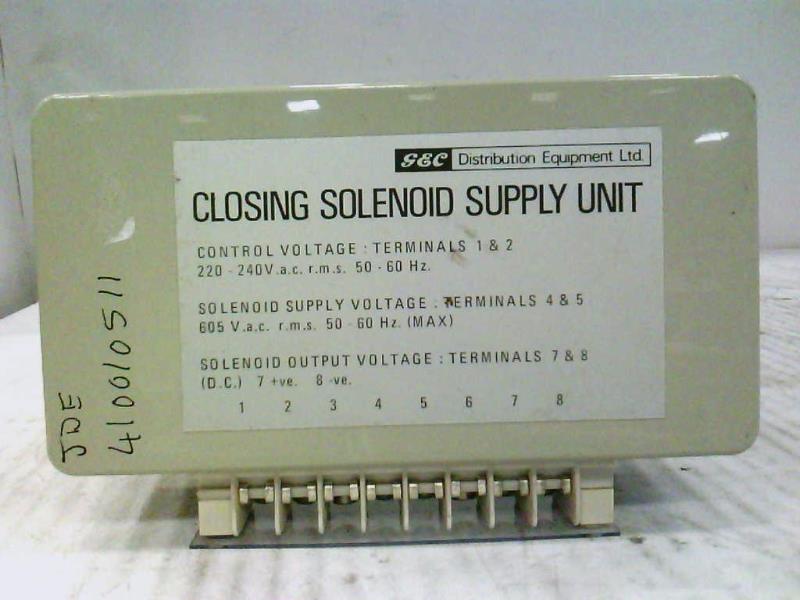 GEC Distribution Equipment Ltd.
CLOSING SOLENOID SUPPLY UNIT
CONTROL VOLTAGE : TERMINALS 1 & 2
220 - 240V.a.c. r.m.s. 50 - 60 Hz.
SOLENOID SUPPLY VOLTAGE : TERMINALS 4 & 5
605 V.a.c. r.m.s. 50 - 60 Hz. (MAX)
SOLENOID OUTPUT VOLTAGE : TERMINALS 7 & 8
(D.C.) 7 +ve. 8 -ve.
1 2 3 4 5 6 7 8
JDE
410010511